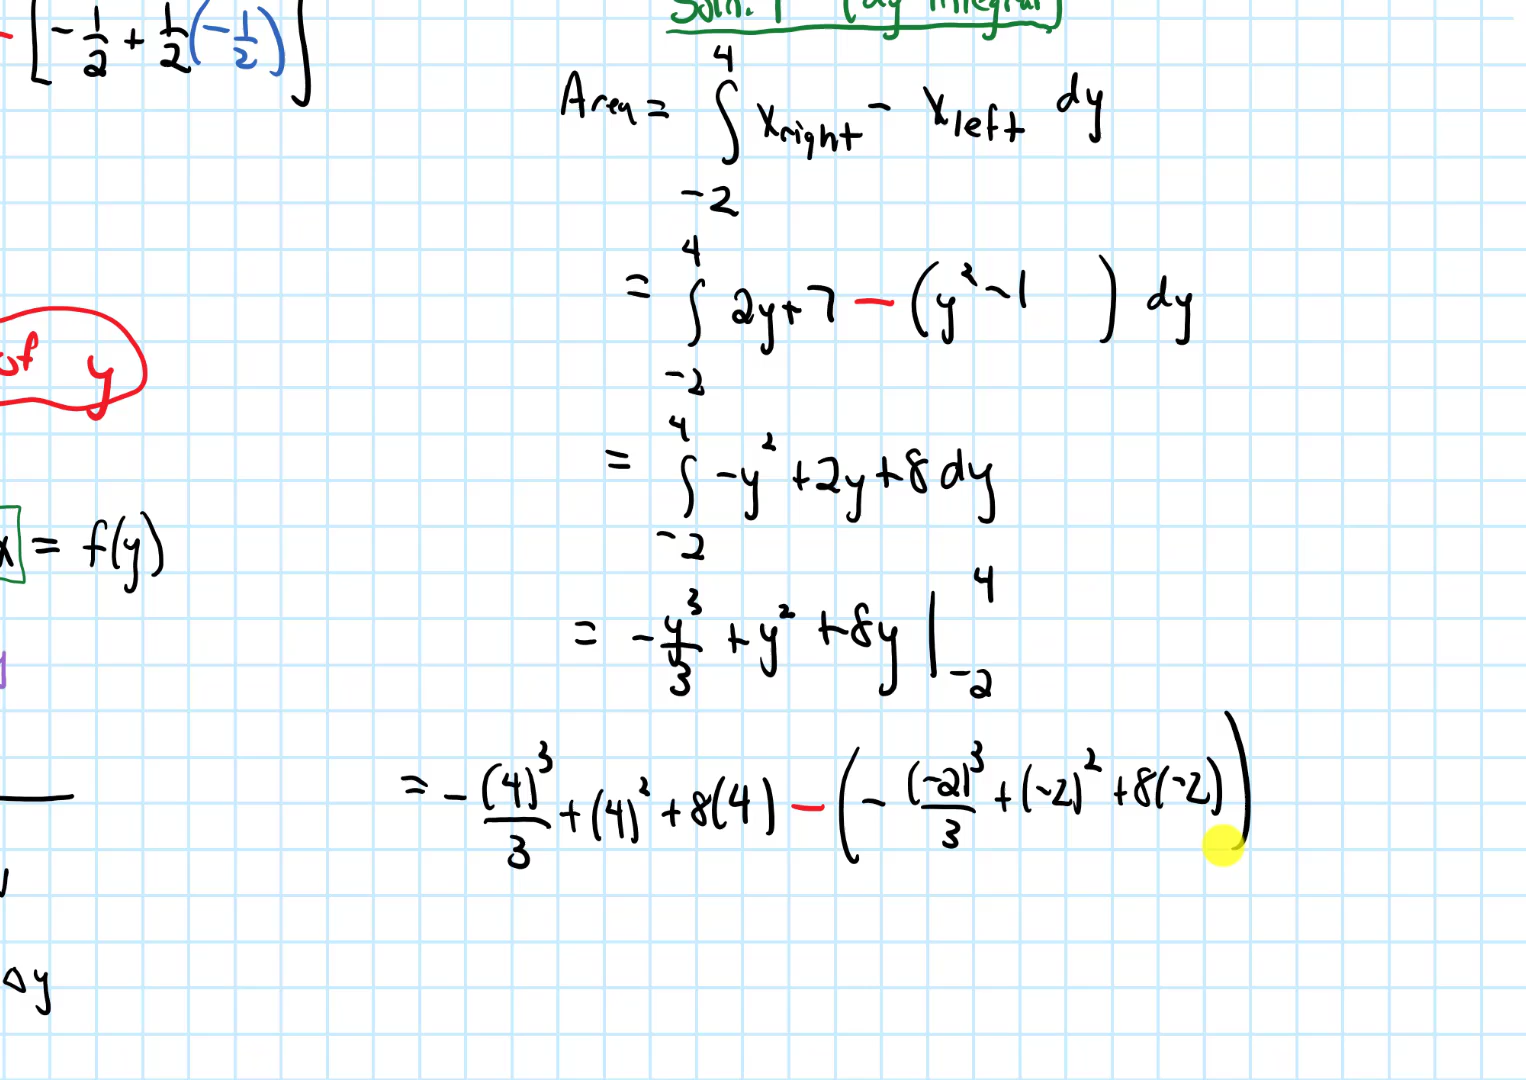 - [-1/2 + 1/2(-1/2)]
Soln. 1 (dy integral)
Area = ∫_{-2}^{4} x_right - x_left dy
= ∫_{-2}^{4} 2y+7 - (y² - 1) dy
of y
= ∫_{-2}^{4} -y² + 2y + 8 dy
x = f(y)
= -y³/3 + y² + 8y |_{-2}^{4}
= -(4)³/3 + (4)² + 8(4) - (-(-2)³/3 + (-2)² + 8(-2))
Δy